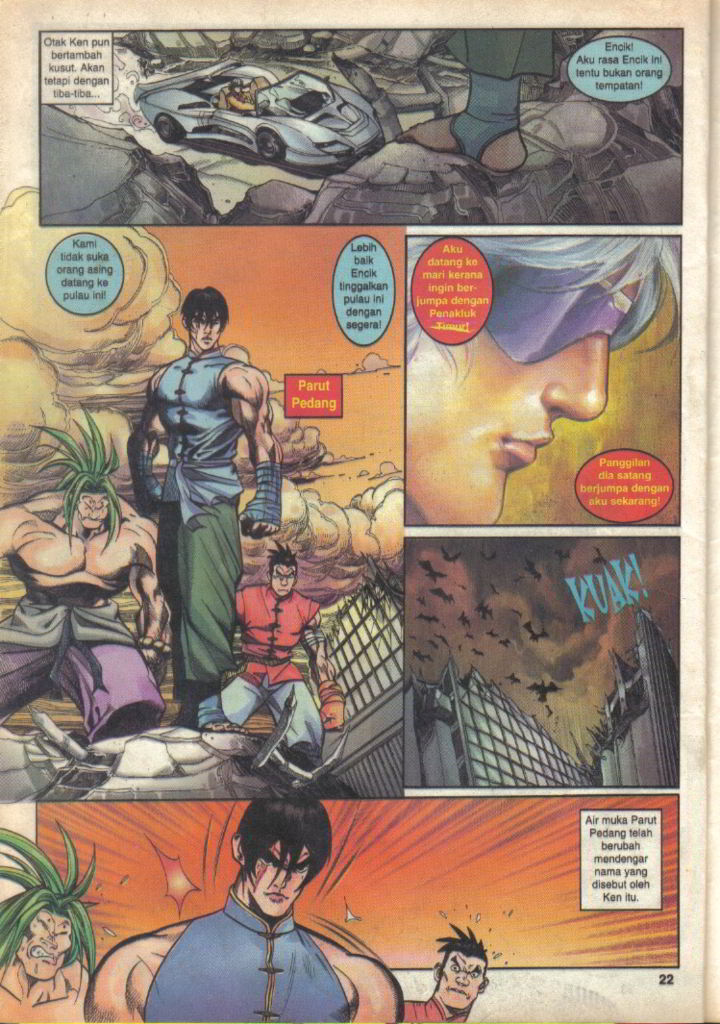 Otak Ken pun
bertambah
kusut. Akan
tetapi dengan
tiba-tiba...
Encik!
Aku rasa Encik ini
tentu bukan orang
tempatan!
Kami
tidak suka
orang asing
datang ke
pulau ini!
Lebih
baik
Encik
tinggalkan
pulau ini
dengan
segera!
Parut
Pedang
Aku
datang ke
mari kerana
ingin ber-
jumpa dengan
Penakluk
Timur!
Panggilan
dia satang
berjumpa dengan
aku sekarang!
KUAK!
Air muka Parut
Pedang telah
berubah
mendengar
nama yang
disebut oleh
Ken itu.
22